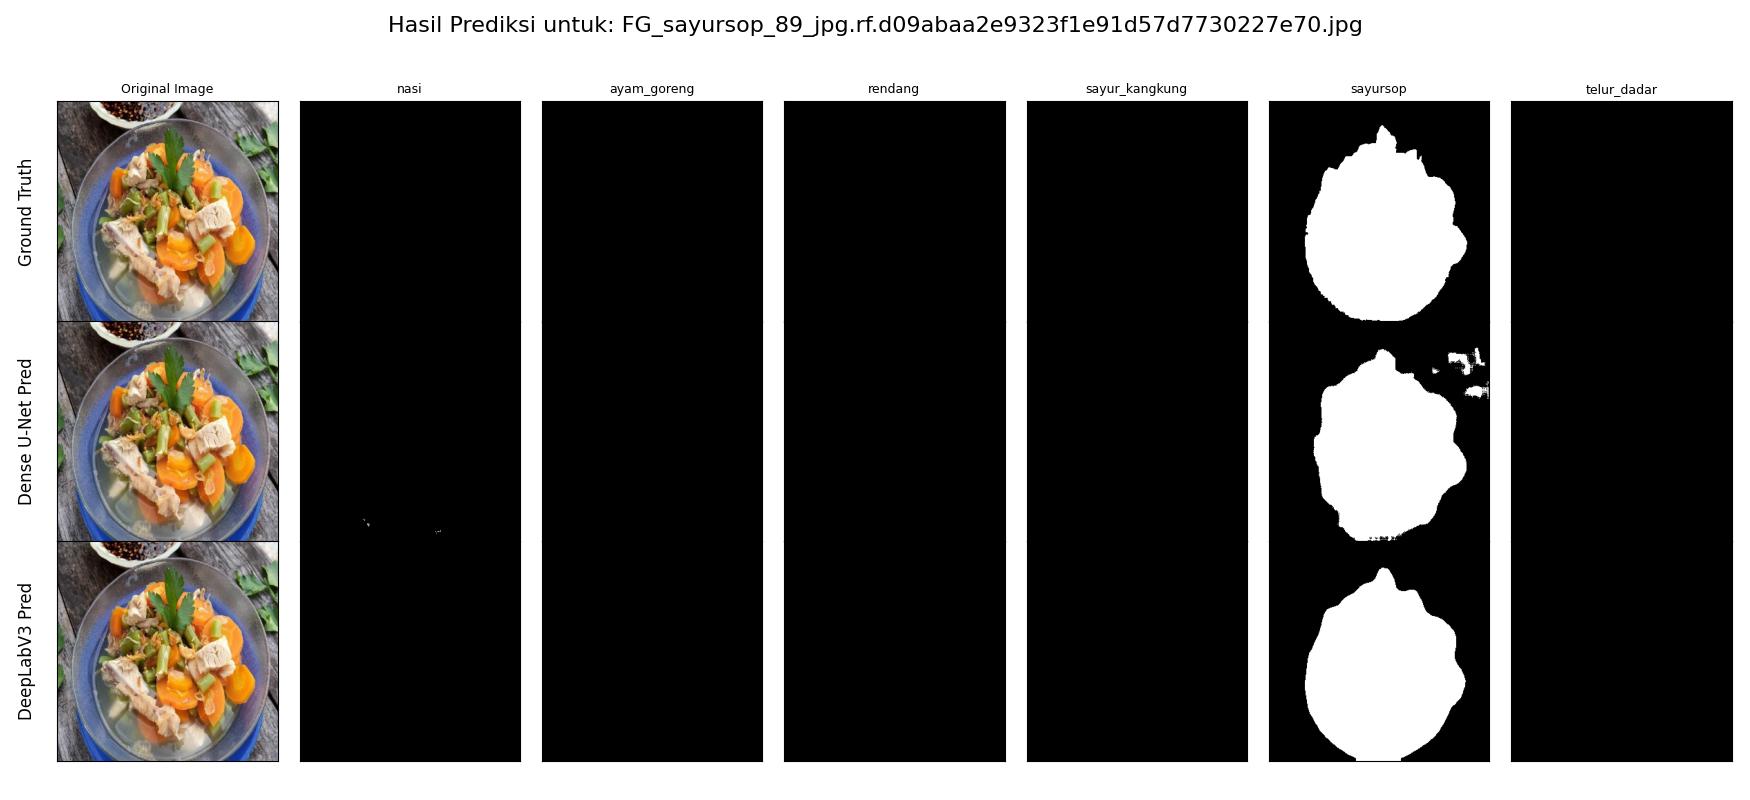 Hasil Prediksi untuk: FG_sayursop_89_jpg.rf.d09abaa2e9323f1e91d57d7730227e70.jpg
Original Image
nasi
ayam_goreng
rendang
sayur_kangkung
sayursop
telur_dadar
Ground Truth
Dense U-Net Pred
DeepLabV3 Pred